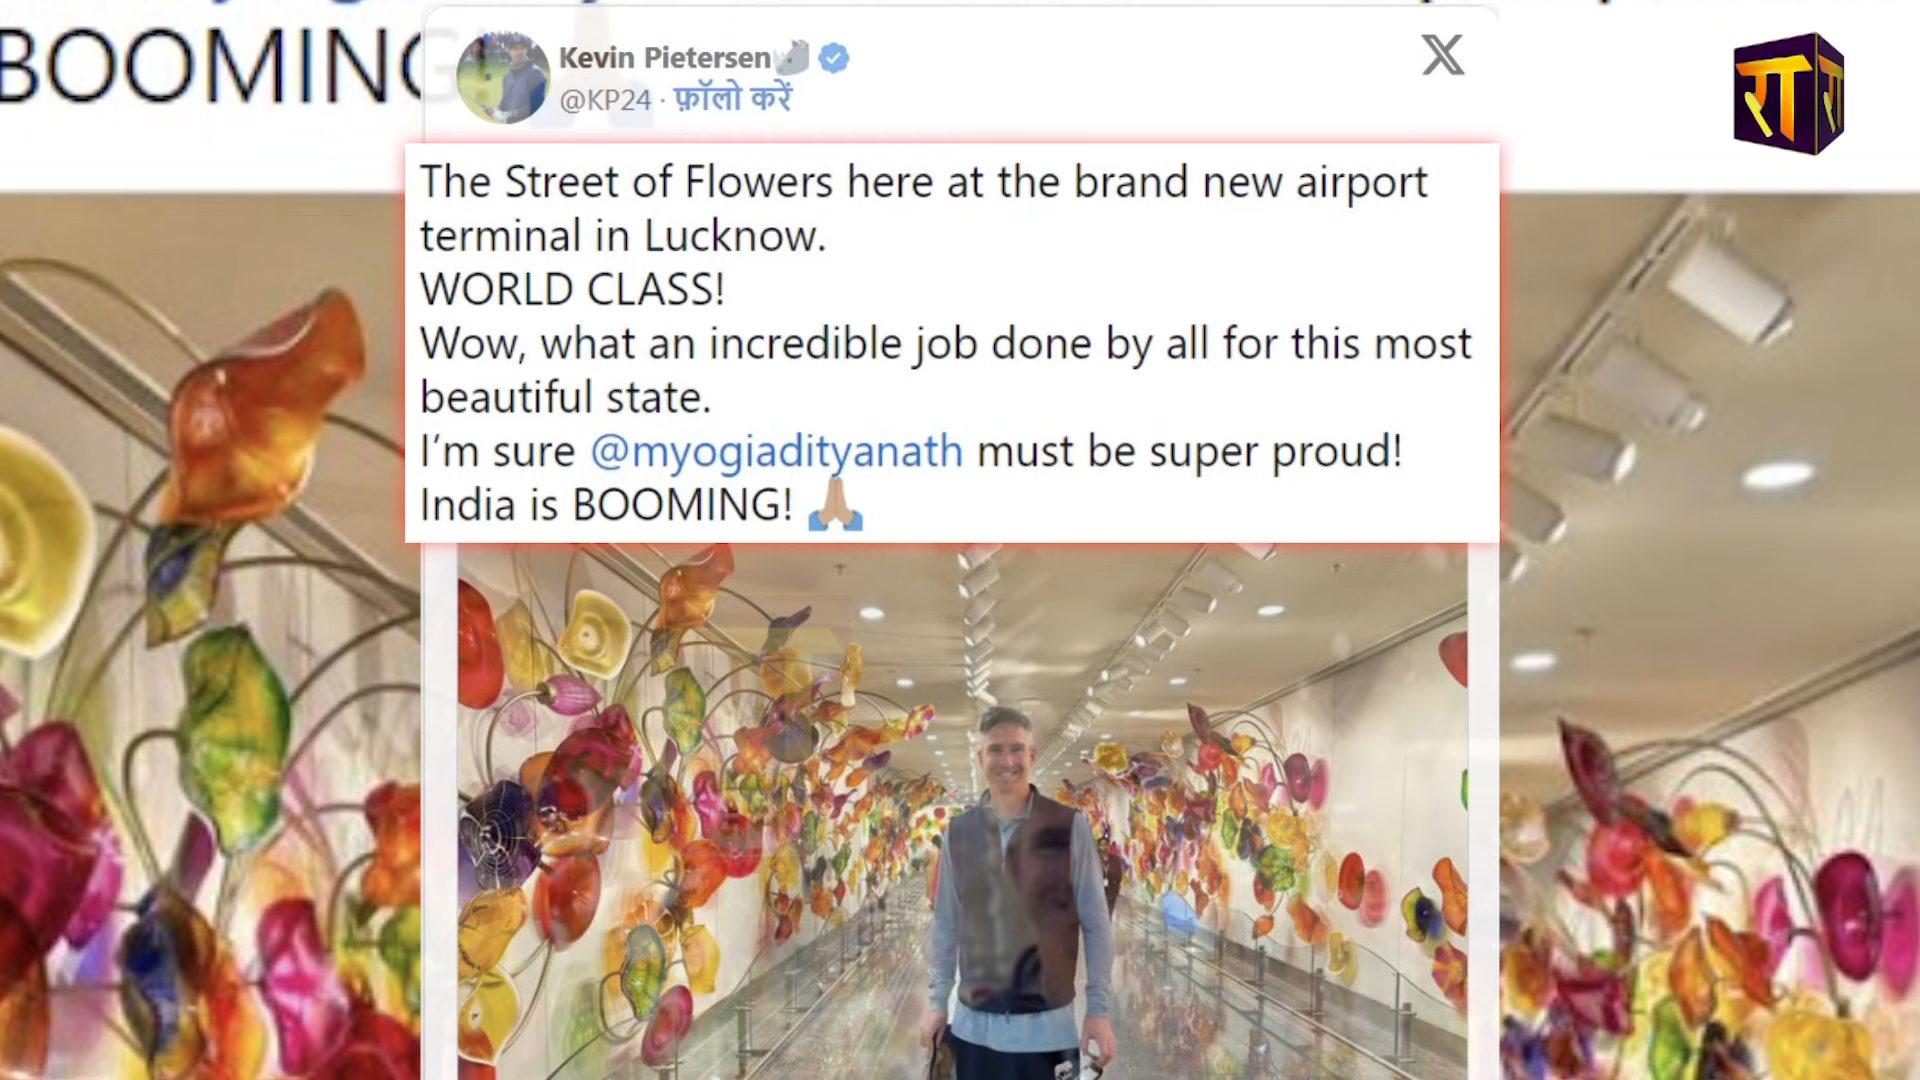 BOOMING
Kevin Pietersen
@KP24 · फ़ॉलो करें
The Street of Flowers here at the brand new airport
terminal in Lucknow.
WORLD CLASS!
Wow, what an incredible job done by all for this most
beautiful state.
I’m sure @myogiadityanath must be super proud!
India is BOOMING! 🙏🏼